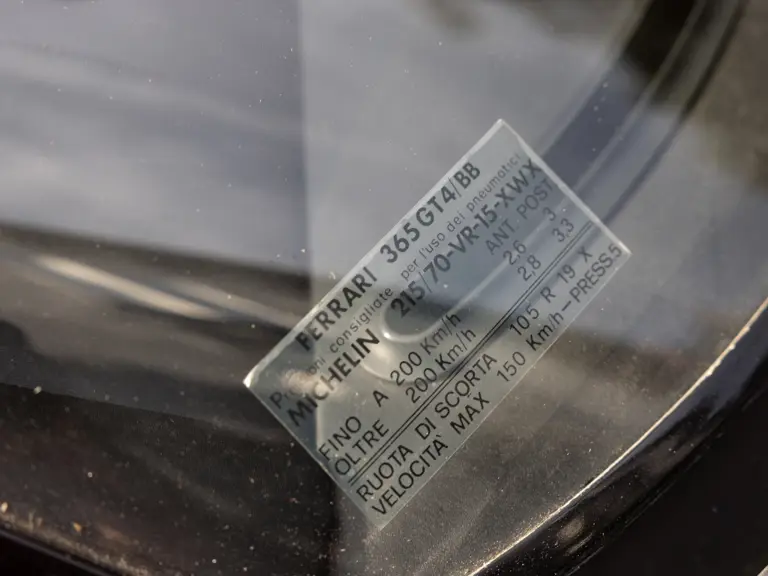 FERRARI 365 GT4/BB
Pressioni consigliate per l'uso dei pneumatici
MICHELIN 215/70-VR-15-XWX
ANT. POST.
FINO A 200 Km/h 2.6 3
OLTRE 200 Km/h 2.8 3.3
RUOTA DI SCORTA 105 R 19 X
VELOCITA' MAX 150 Km/h-PRESS.5